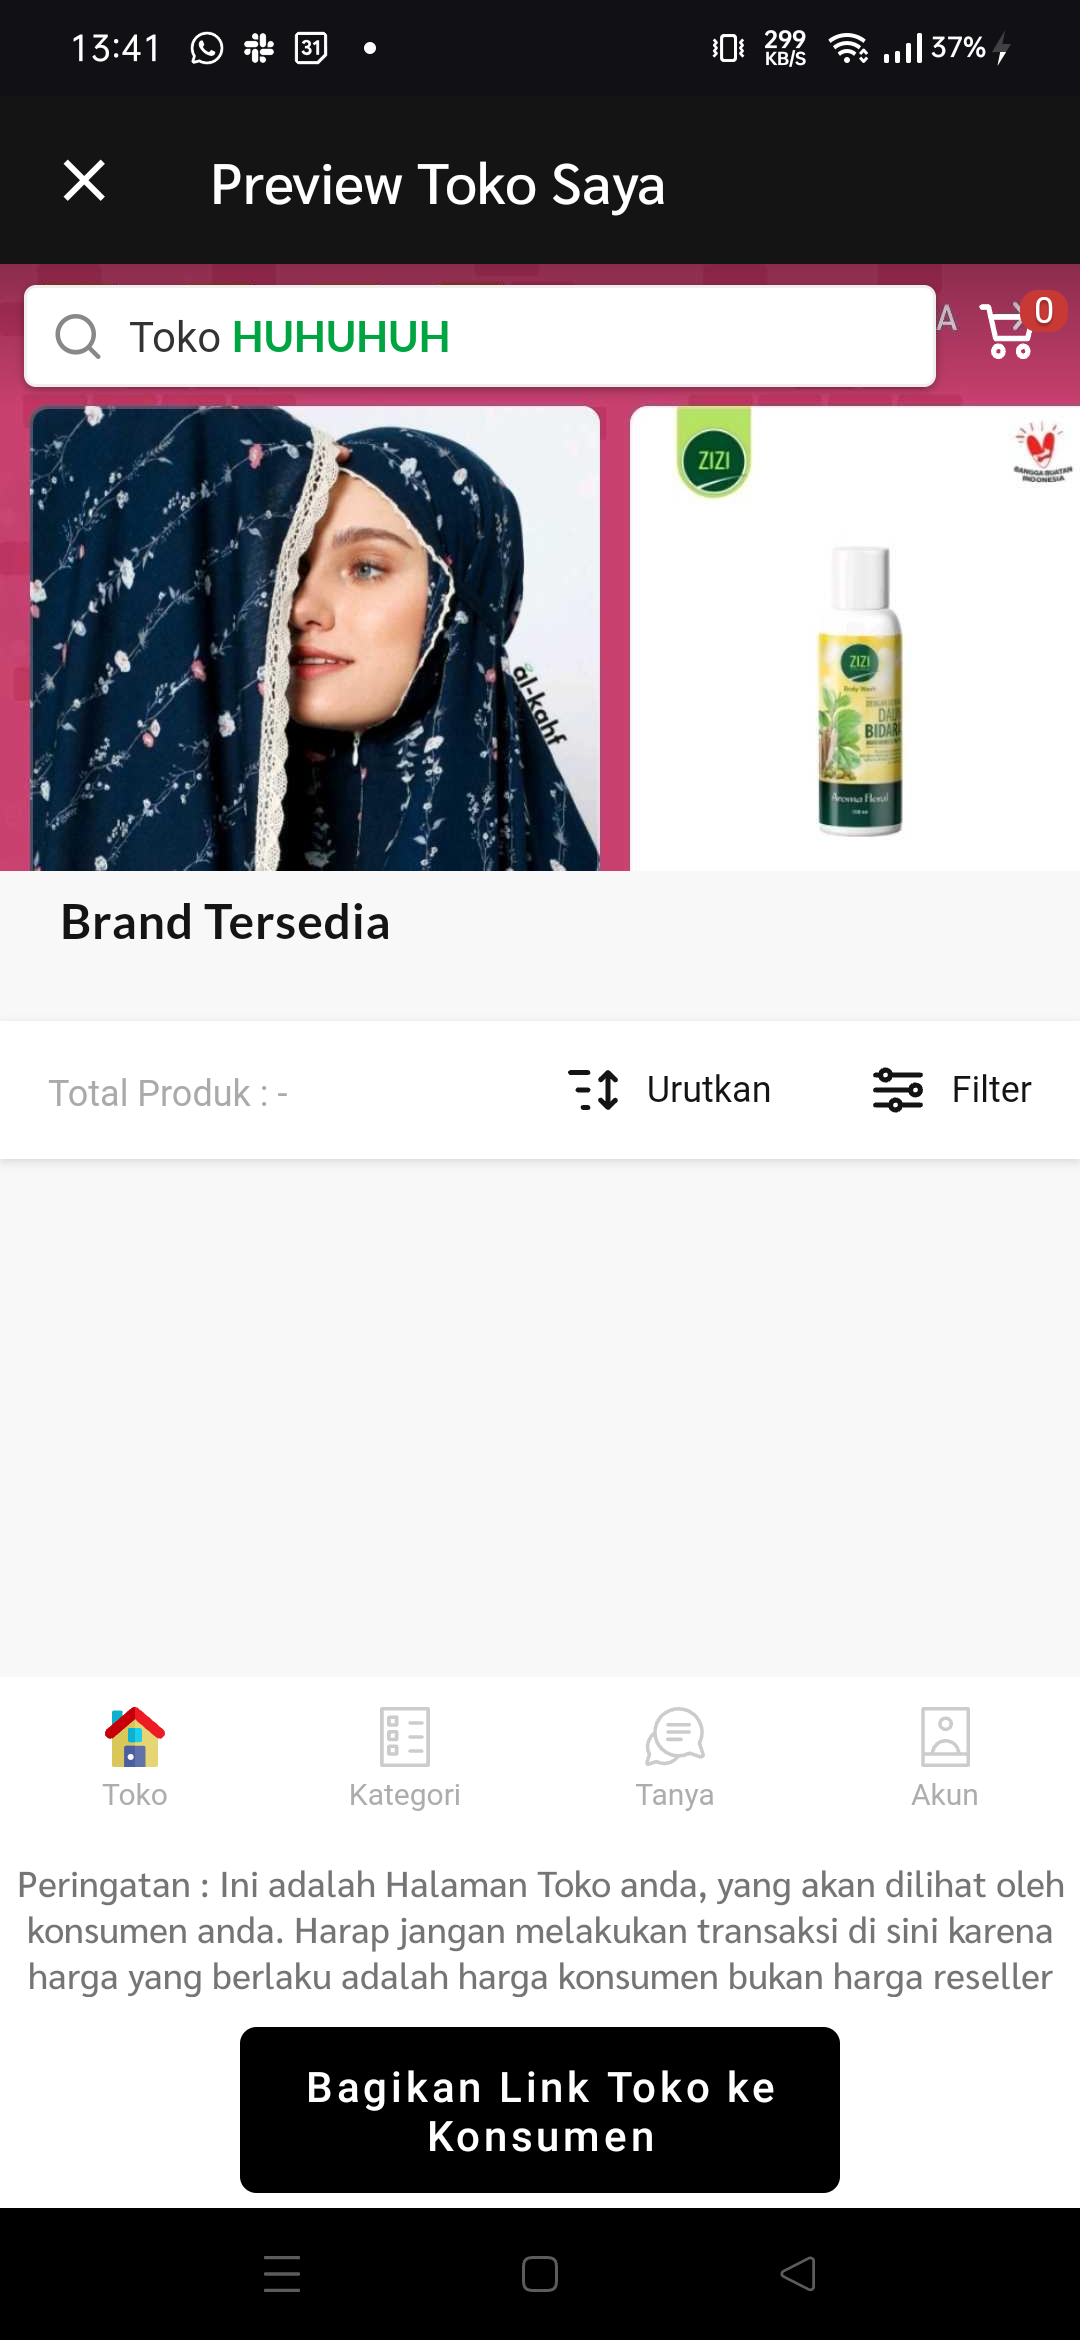 13:41
31
299
KB/S
37%
Preview Toko Saya
Toko HUHUHUH
A
0
ZIZI
BANGGA BUATAN
INDONESIA
al-kahf
ZIZI
Body Wash
BIDARA
Aroma Floral
Brand Tersedia
Total Produk : -
Urutkan
Filter
Toko
Kategori
Tanya
Akun
Peringatan : Ini adalah Halaman Toko anda, yang akan dilihat oleh
konsumen anda. Harap jangan melakukan transaksi di sini karena
harga yang berlaku adalah harga konsumen bukan harga reseller
Bagikan Link Toko ke
Konsumen